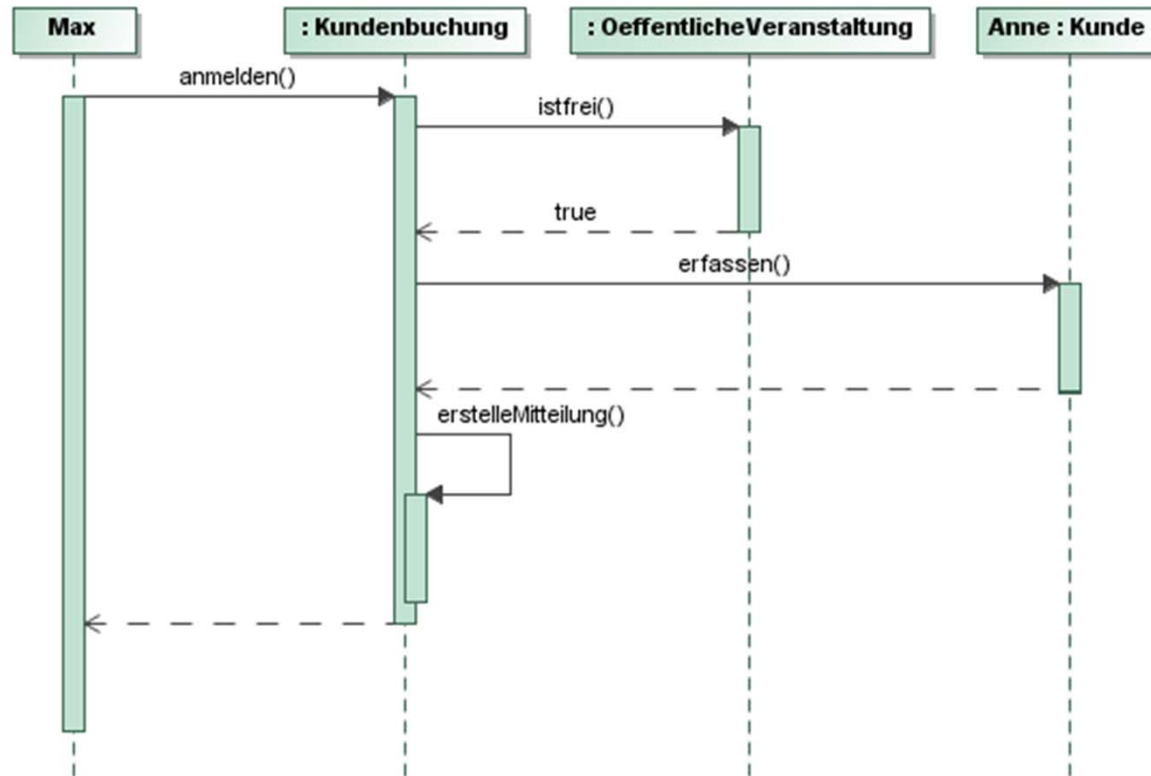 Max
: Kundenbuchung
: OeffentlicheVeranstaltung
Anne : Kunde
anmelden()
istfrei()
true
erfassen()
erstelleMitteilung()